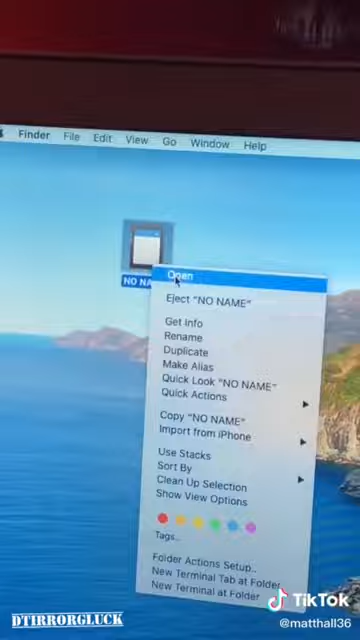 Finder File Edit View Go Window Help
NO NA
Open
Eject "NO NAME"
Get Info
Rename
Duplicate
Make Alias
Quick Look "NO NAME"
Quick Actions
Copy "NO NAME"
Import from iPhone
Use Stacks
Sort By
Clean Up Selection
Show View Options
Tags...
Folder Actions Setup...
New Terminal Tab at Folder
New Terminal at Folder
TikTok
@matthall36
DTIRRORGLUCK